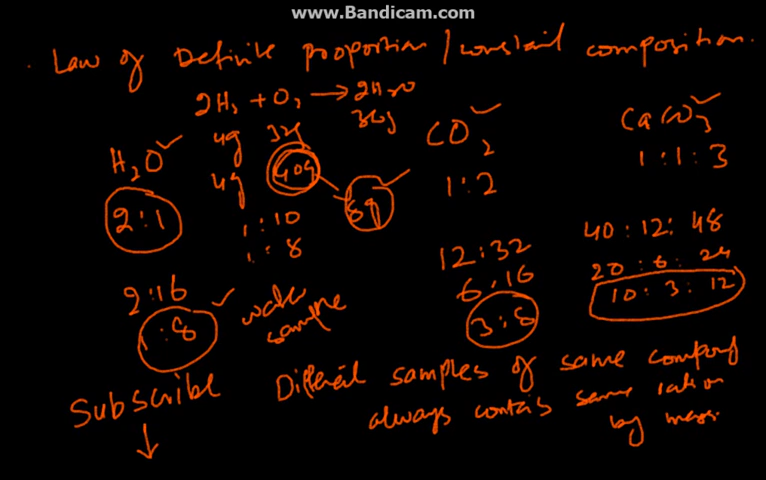 www.Bandicam.com
. Law of Definite proportion / constant composition.
2H₂ + O₂ → 2H₂O
4g 32g 36g
H₂O
2:1
4g 40g 8g
1:10
1:8
2:16
1:8
water sample
CO₂
1:2
12:32
6:16
3:8
CaCO₃
1:1:3
40:12:48
20:6:24
10:3:12
Subscribe
↓
Different samples of same compound
always contains same ration
by mass.